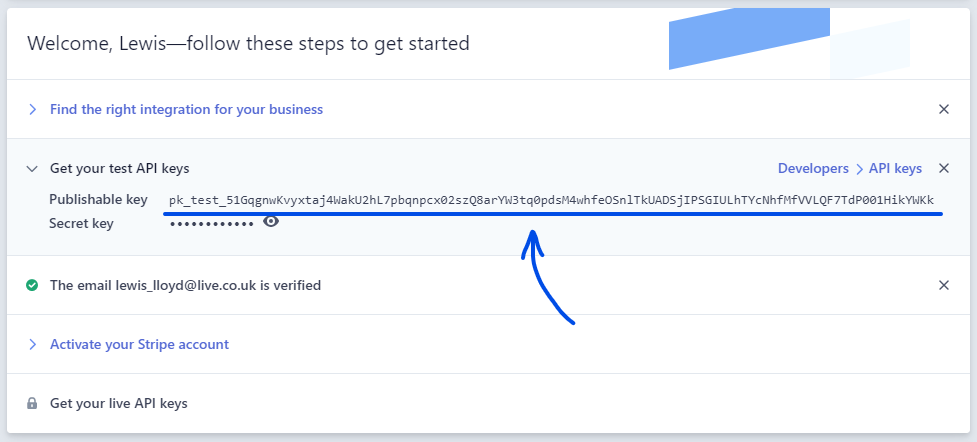 Welcome, Lewis—follow these steps to get started
Find the right integration for your business
Get your test API keys Developers API keys
Publishable key pk_test_51GqgnwKvyxtaj4WakU2hL7pbqnpcx02szQ8arYW3tq0pdsM4whfeOSnlTkUADSjIPSGIULhTYcNhfMfVVLQF7TdP001HikYWKk
Secret key ••••••••••••
The email lewis_lloyd@live.co.uk is verified
Activate your Stripe account
Get your live API keys